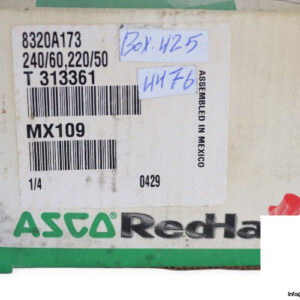 8320A173
240/60,220/50
T 313361
MX109
1/4
0429
ASSEMBLED IN MEXICO
Box.425
4476
ASCO RedHa